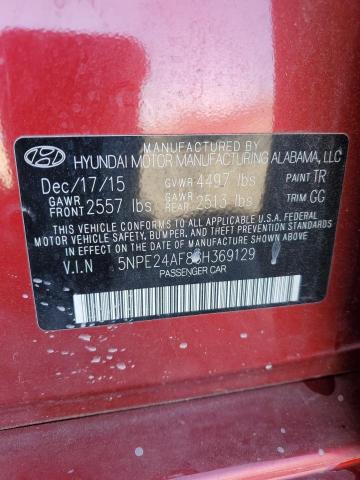 MANUFACTURED BY
HYUNDAI MOTOR MANUFACTURING ALABAMA, LLC
Dec/17/15 GVWR 4497 lbs PAINT TR
GAWR FRONT 2557 lbs GAWR REAR 2513 lbs TRIM GG
THIS VEHICLE CONFORMS TO ALL APPLICABLE U.S.A. FEDERAL
MOTOR VEHICLE SAFETY, BUMPER, AND THEFT PREVENTION
STANDARDS IN EFFECT ON THE DATE OF MANUFACTURE
SHOWN ABOVE.
V.I.N
PASSENGER CAR